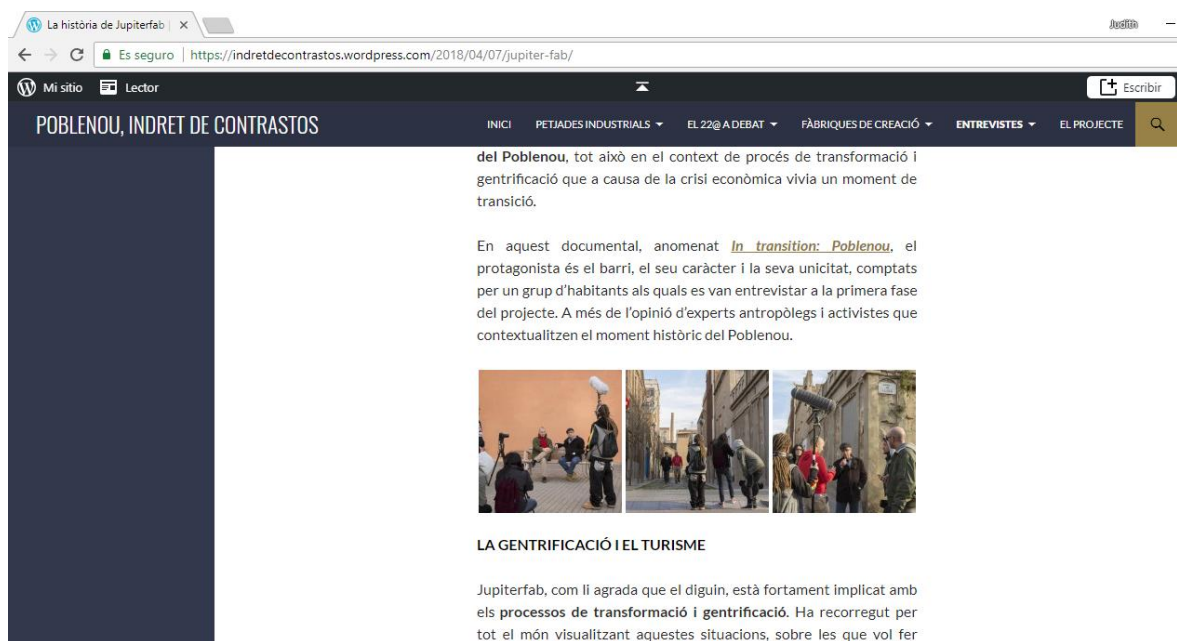 La història de Jupiterfab |
Judith
Es seguro | https://indretdecontrastos.wordpress.com/2018/04/07/jupiter-fab/
Mi sitio Lector Escribir
POBLENOU, INDRET DE CONTRASTOS INICI PETJADES INDUSTRIALS EL 22@ A DEBAT FÀBRIQUES DE CREACIÓ ENTREVISTES EL PROJECTE
del Poblenou, tot això en el context de procés de transformació i
gentrificació que a causa de la crisi econòmica vivia un moment de
transició.
En aquest documental, anomenat In transition: Poblenou, el
protagonista és el barri, el seu caràcter i la seva unicitat, comptats
per un grup d'habitants als quals es van entrevistar a la primera fase
del projecte. A més de l'opinió d'experts antropòlegs i activistes que
contextualitzen el moment històric del Poblenou.
LA GENTRIFICACIÓ I EL TURISME
Jupiterfab, com li agrada que el diguin, està fortament implicat amb
els processos de transformació i gentrificació. Ha recorregut per
tot el món visualitzant aquestes situacions, sobre les que vol fer